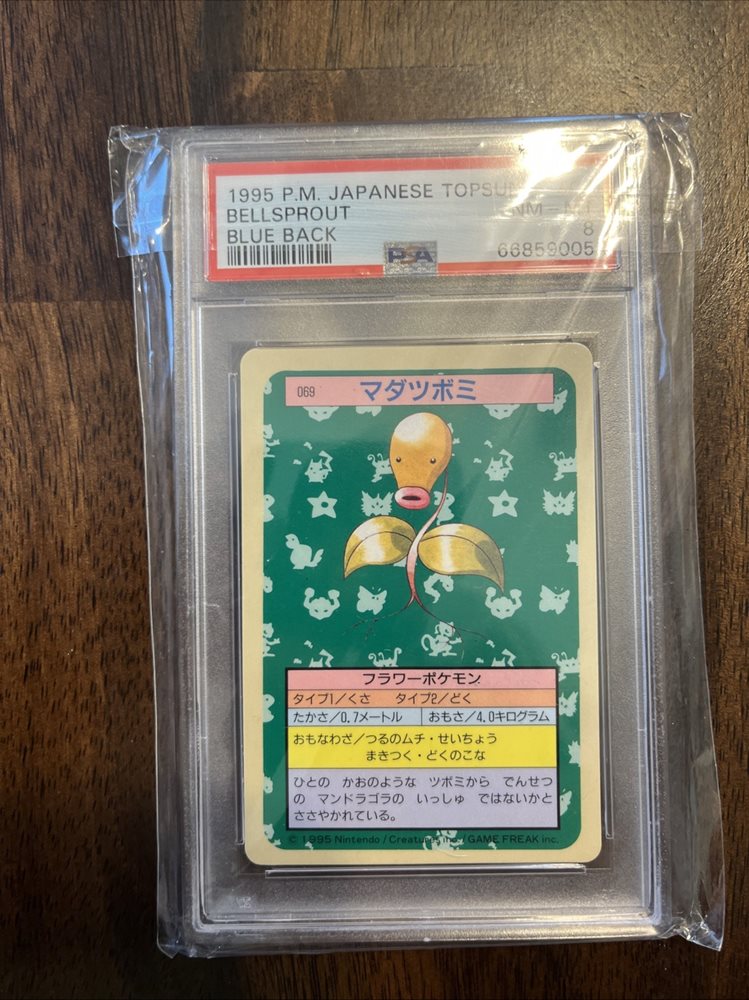 1995 P.M. JAPANESE
BELLSPROUT
8
BLUE BACK
PSA
66859005
069 マダツボミ
フラワーポケモン
タイプ1/くさ タイプ2/どく
たかさ/0.7メートル おもさ/4.0キログラム
おもなわざ/つるのムチ・せいちょう
まきつく・どくのこな
ひとの かおのような ツボミから でんせつ
の マンドラゴラの いっしゅ ではないかと
ささやかれている。
© 1995 Nintendo / Creatures inc. / GAME FREAK inc.